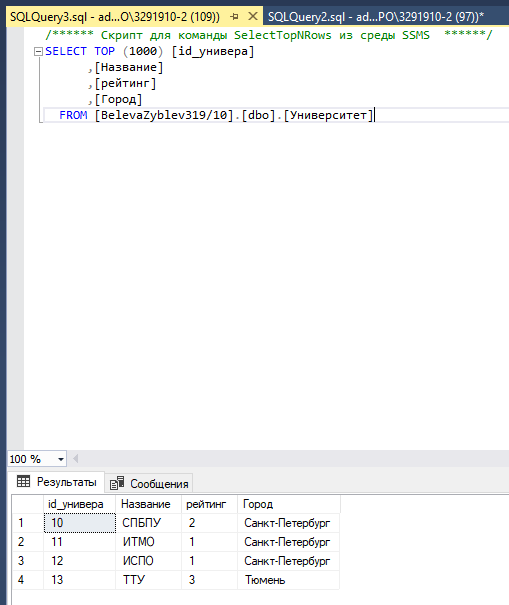 SQLQuery3.sql - ad...O\3291910-2 (109)) SQLQuery2.sql - ad...PO\3291910-2 (97))*
/****** Скрипт для команды SelectTopNRows из среды SSMS  ******/
SELECT TOP (1000) [id_универа]
,[Название]
,[рейтинг]
,[Город]
FROM [BelevaZyblev319/10].[dbo].[Университет]
100 %
Результаты Сообщения
id_универа Название рейтинг Город
1 10 СПБПУ 2 Санкт-Петербург
2 11 ИТМО 1 Санкт-Петербург
3 12 ИСПО 1 Санкт-Петербург
4 13 ТТУ 3 Тюмень